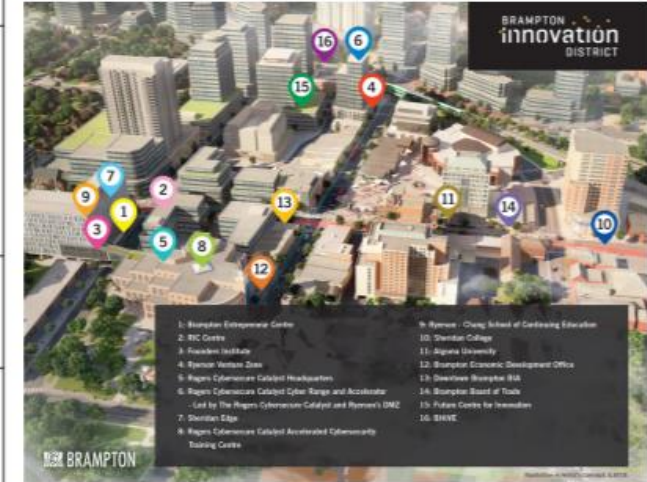 BRAMPTON
innovation
DISTRICT
16
6
15
4
7
9
2
1
3
13
11
14
10
5
8
12
1: Brampton Entrepreneur Centre
2: RIC Centre
3: Founders Institute
4: Ryerson Venture Zone
5: Rogers Cybersecure Catalyst Headquarters
6: Rogers Cybersecure Catalyst Cyber Range and Accelerator
- Led by The Rogers Cybersecure Catalyst and Ryerson's DMZ
7: Sheridan Edge
8: Rogers Cybersecure Catalyst Accelerated Cybersecurity
Training Centre
9: Ryerson - Chang School of Continuing Education
10: Sheridan College
11: Algoma University
12: Brampton Economic Development Office
13: Downtown Brampton BIA
14: Brampton Board of Trade
15: Future Centre for Innovation
16: BHIVE
BRAMPTON